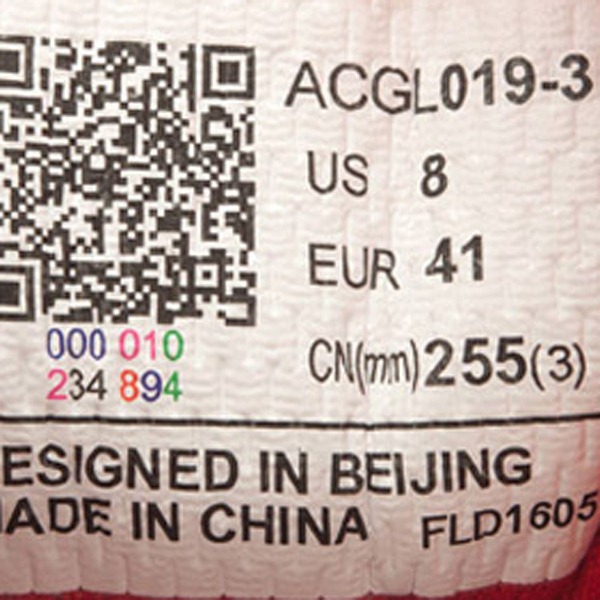 ACGL019-3
US 8
EUR 41
CN(mm)255(3)
000 010
234 894
ESIGNED IN BEIJING
ADE IN CHINA FLD1605